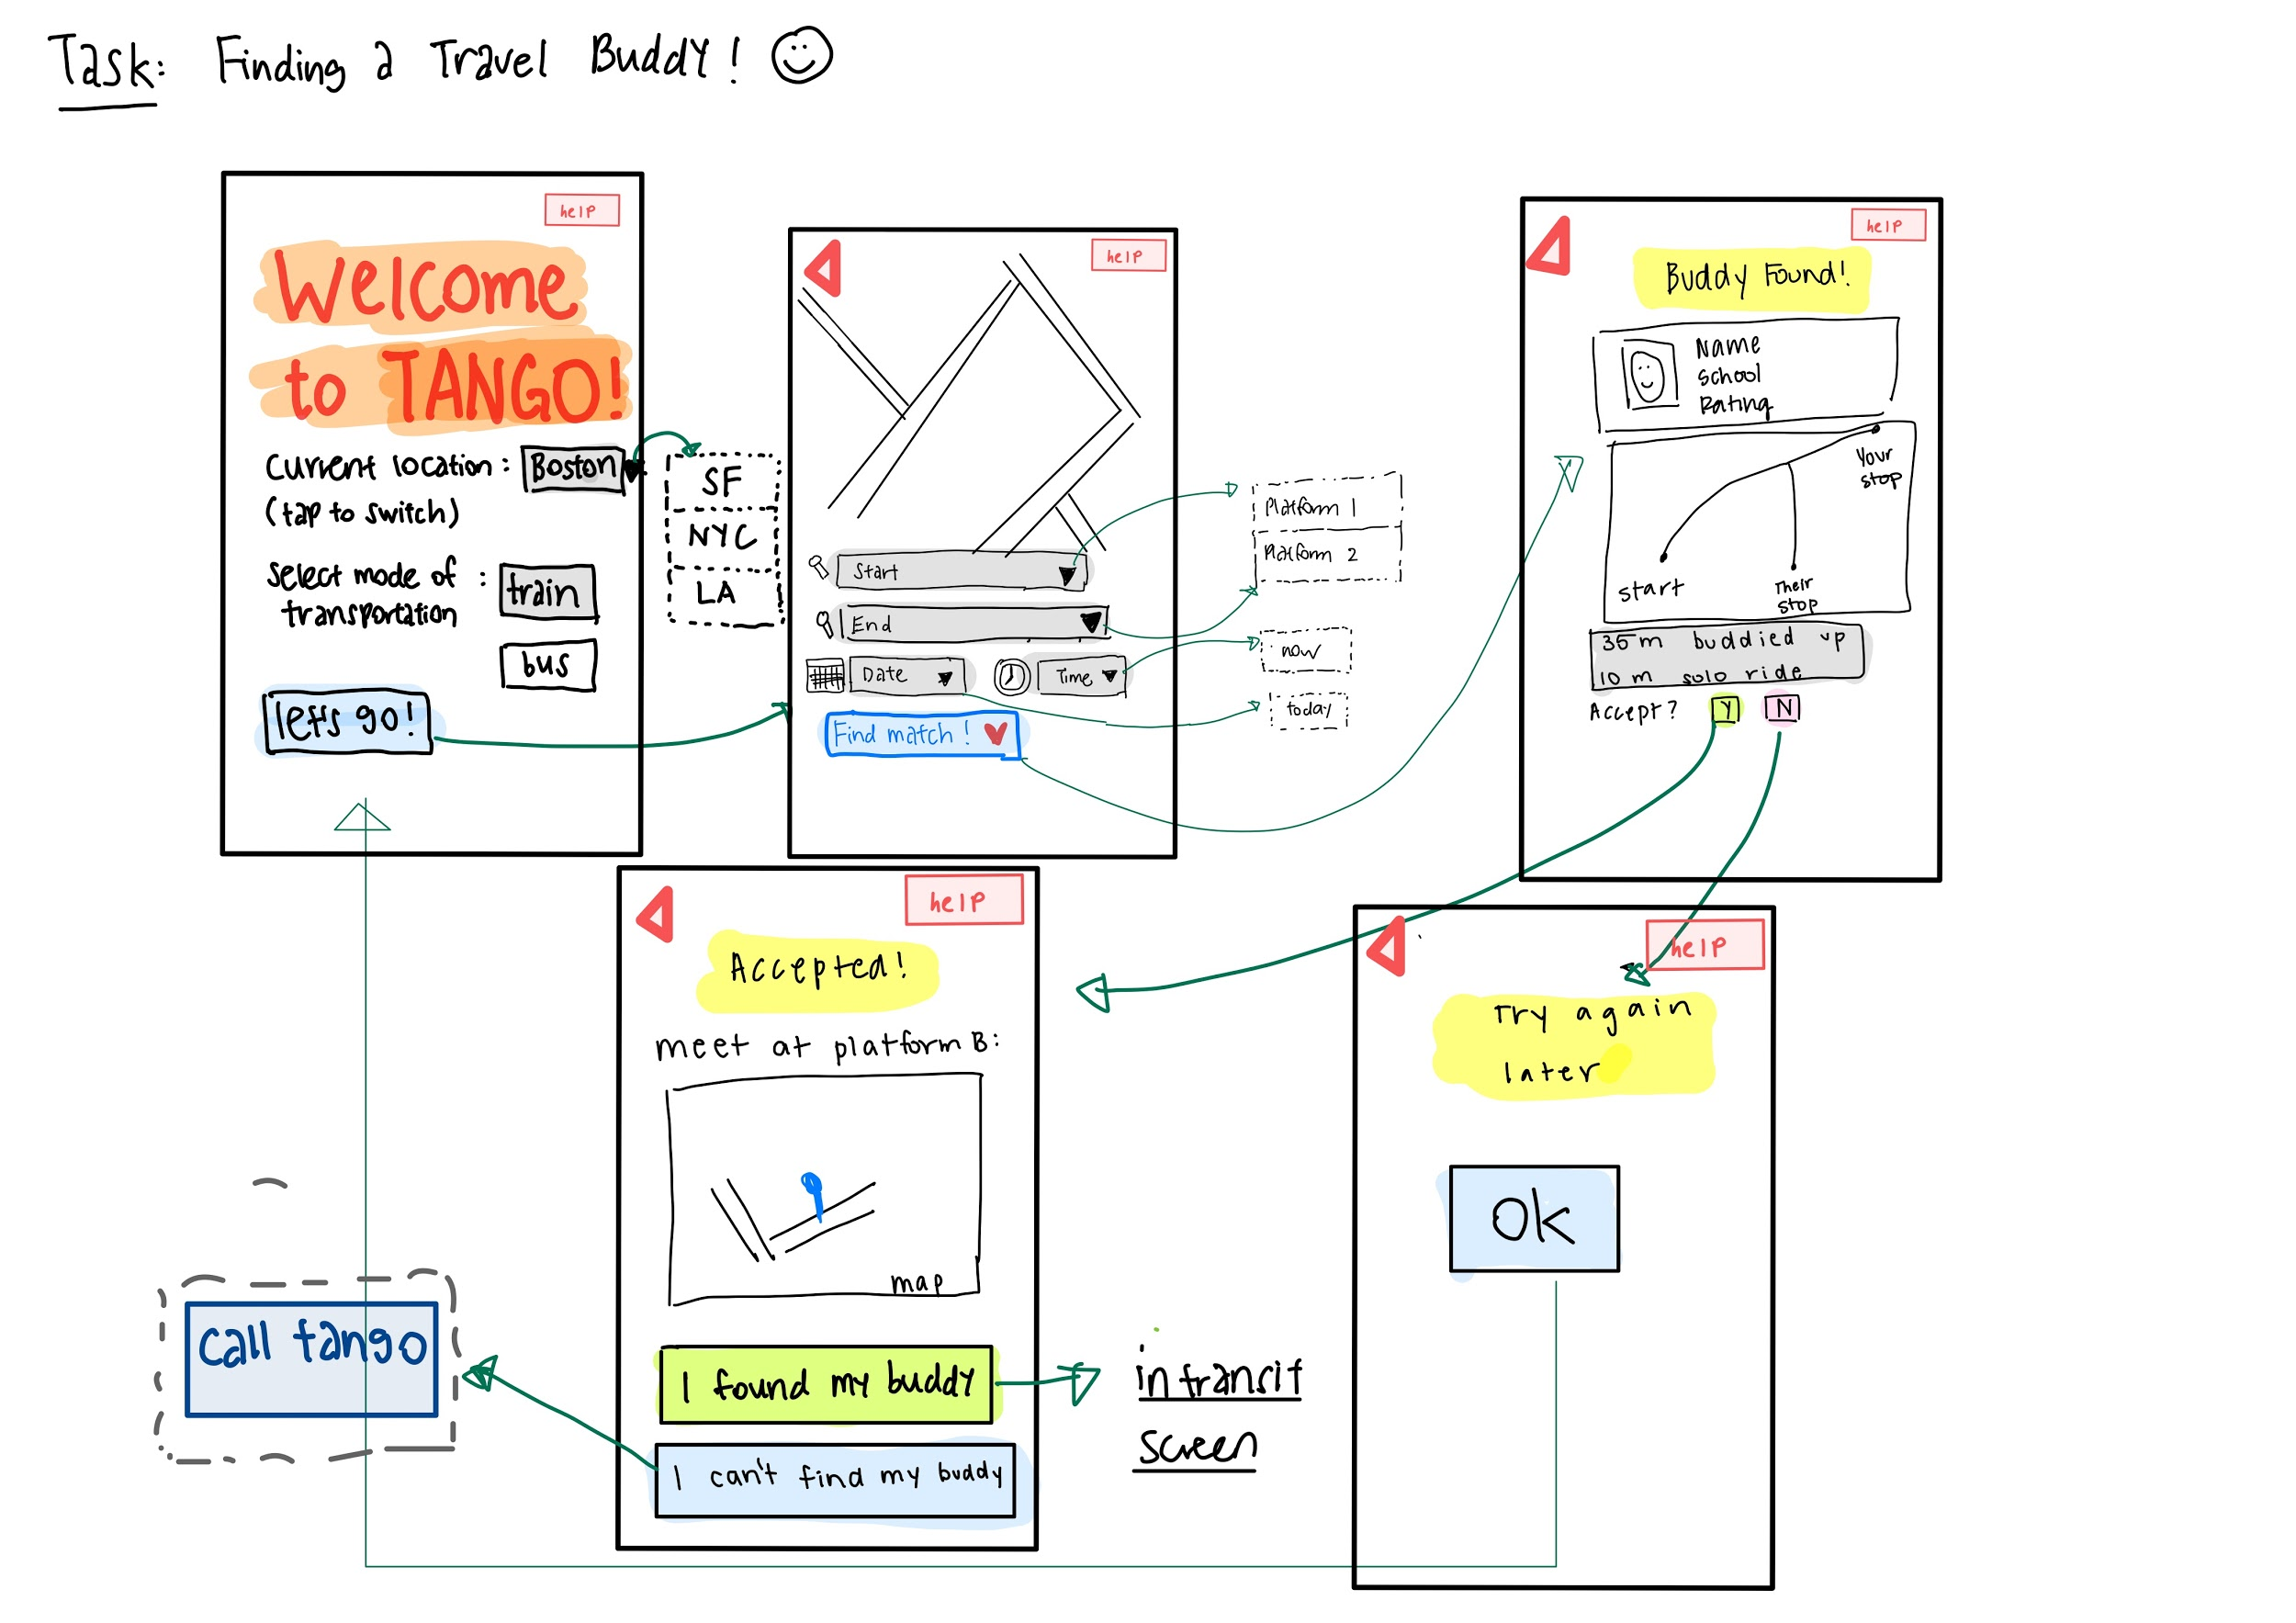 Task: Finding a Travel Buddy!
help
Welcome
to TANGO!
Current location: Boston
(tap to switch)
select mode of : train
transportation
bus
let's go!
SF
NYC
LA
help
Start
End
Date
Time
Find match!
Platform 1
Platform 2
now
today
help
Buddy Found!
Name
School
Rating
Your
stop
start
Their
stop
35 m buddied up
10 m solo ride
Accept? Y N
help
Accepted!
meet at platform B:
map
I found my buddy
I can't find my buddy
in transit
screen
call tango
help
Try again
later
Ok